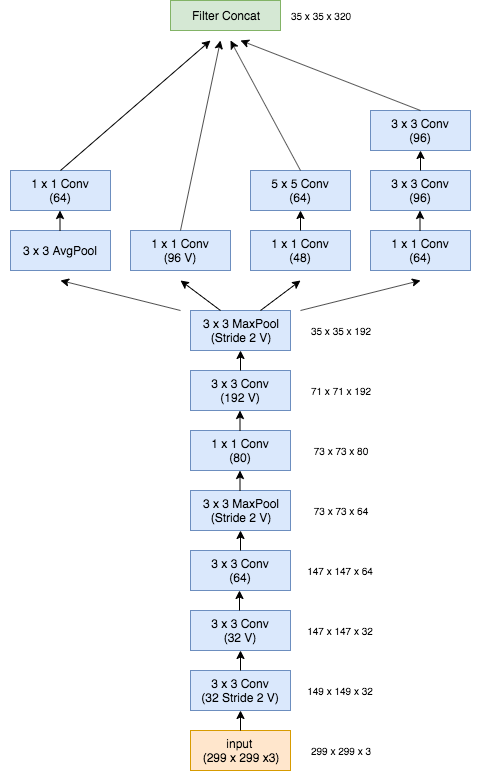 Filter Concat
35 x 35 x 320
3 x 3 Conv
(96)
1 x 1 Conv
(64)
5 x 5 Conv
(64)
3 x 3 Conv
(96)
3 x 3 AvgPool
1 x 1 Conv
(96 V)
1 x 1 Conv
(48)
1 x 1 Conv
(64)
3 x 3 MaxPool
(Stride 2 V)
35 x 35 x 192
3 x 3 Conv
(192 V)
71 x 71 x 192
1 x 1 Conv
(80)
73 x 73 x 80
3 x 3 MaxPool
(Stride 2 V)
73 x 73 x 64
3 x 3 Conv
(64)
147 x 147 x 64
3 x 3 Conv
(32 V)
147 x 147 x 32
3 x 3 Conv
(32 Stride 2 V)
149 x 149 x 32
input
(299 x 299 x3)
299 x 299 x 3